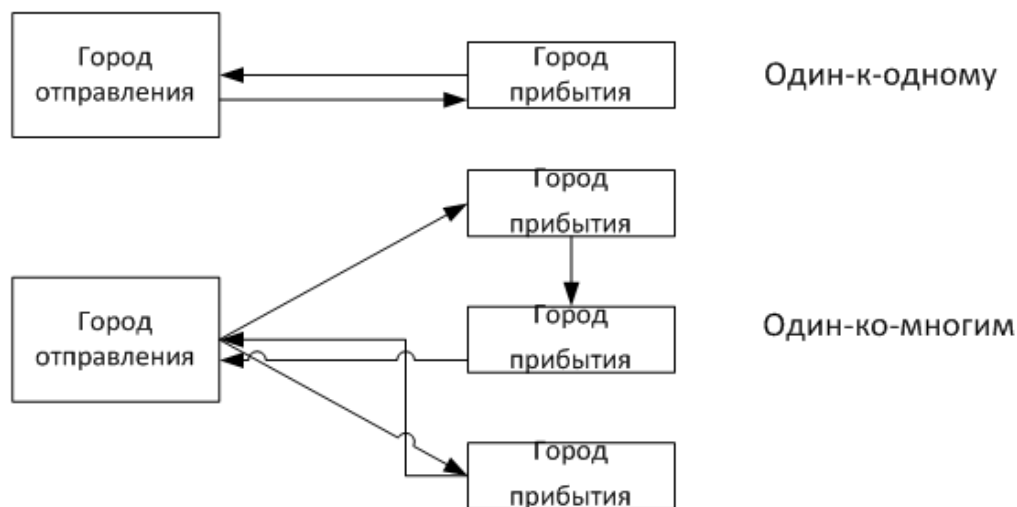 Город
отправления
Город
прибытия
Один-к-одному
Город
прибытия
Город
отправления
Город
прибытия
Один-ко-многим
Город
прибытия